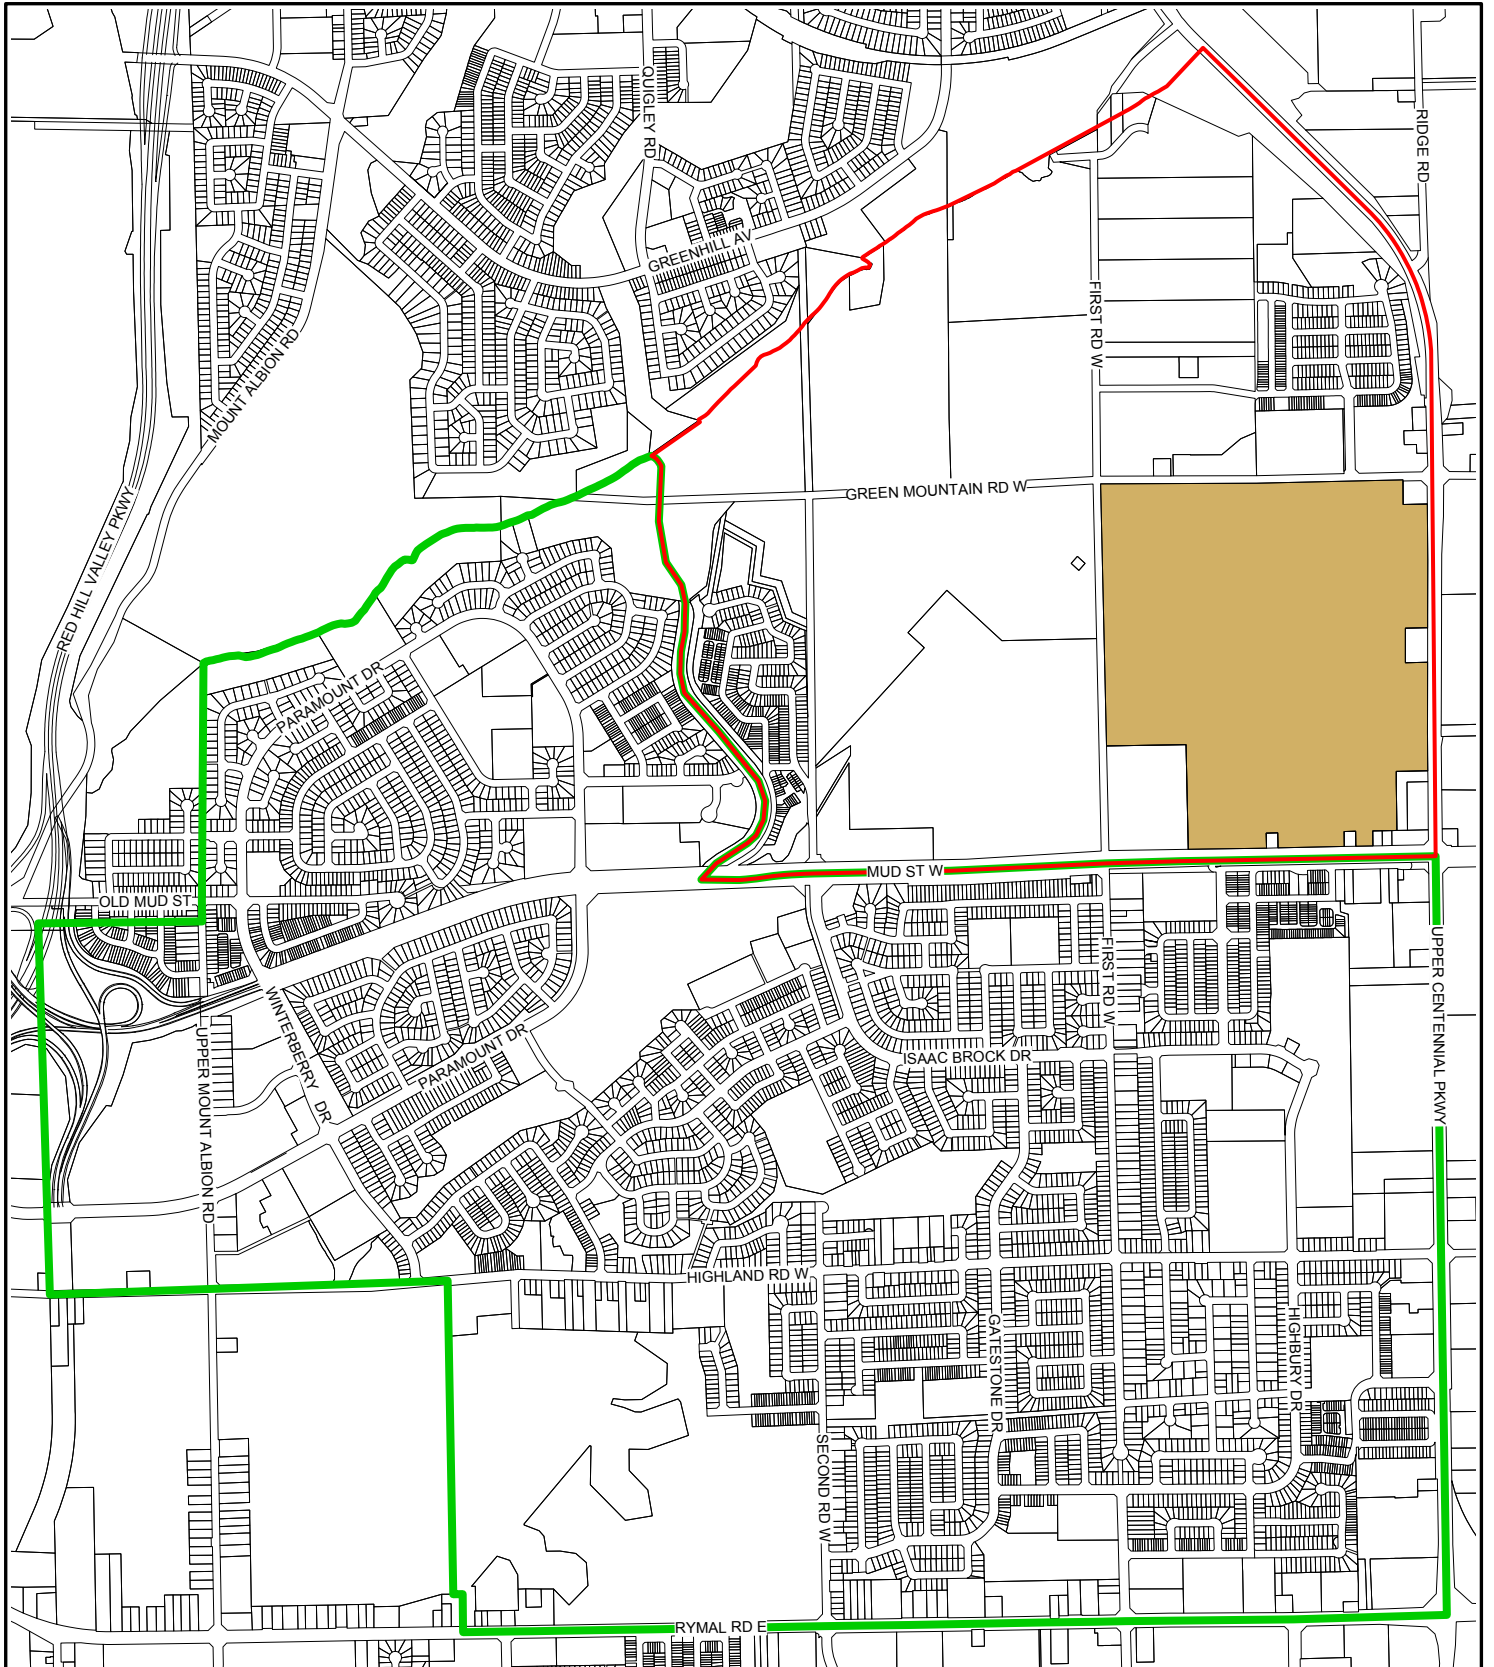 QUIGLEY RD
RIDGE RD
GREENHILL AV
FIRST RD W
MOUNT ALBION RD
GREEN MOUNTAIN RD W
RED HILL VALLEY PKWY
PARAMOUNT DR
MUD ST W
OLD MUD ST
UPPER CENTENNIAL PKWY
FIRST RD W
WINTERBERRY DR
UPPER MOUNT ALBION RD
PARAMOUNT DR
ISAAC BROCK DR
HIGHLAND RD W
GATESTONE DR
HIGHBURY DR
SECOND RD W
RYMAL RD E